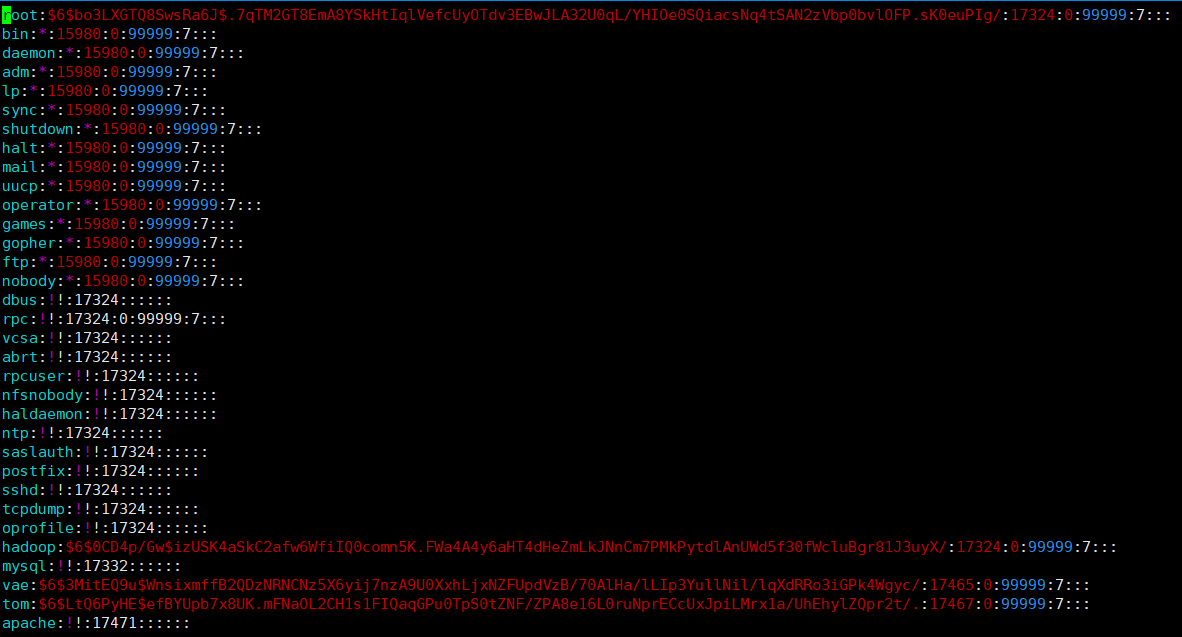 root:$6$bo3LXGTQ8SwsRa6J$.7qTM2GT8EmA8YSkHtIqlVefcUyOTdv3EBwJLA32U0qL/YHIOe0SQiacsNq4tSAN2zVbp0bvlOFP.sK0euPIg/:17324:0:99999:7:::
bin:*:15980:0:99999:7:::
daemon:*:15980:0:99999:7:::
adm:*:15980:0:99999:7:::
lp:*:15980:0:99999:7:::
sync:*:15980:0:99999:7:::
shutdown:*:15980:0:99999:7:::
halt:*:15980:0:99999:7:::
mail:*:15980:0:99999:7:::
uucp:*:15980:0:99999:7:::
operator:*:15980:0:99999:7:::
games:*:15980:0:99999:7:::
gopher:*:15980:0:99999:7:::
ftp:*:15980:0:99999:7:::
nobody:*:15980:0:99999:7:::
dbus:!!:17324::::::
rpc:!!:17324:0:99999:7:::
vcsa:!!:17324::::::
abrt:!!:17324::::::
rpcuser:!!:17324::::::
nfsnobody:!!:17324::::::
haldaemon:!!:17324::::::
ntp:!!:17324::::::
saslauth:!!:17324::::::
postfix:!!:17324::::::
sshd:!!:17324::::::
tcpdump:!!:17324::::::
oprofile:!!:17324::::::
hadoop:$6$0CD4p/Gw$izUSK4aSkC2afw6WfiIQ0comn5K.FWa4A4y6aHT4dHeZmLkJNnCm7PMkPytdlAnUWd5f30fWcluBgr81J3uyX/:17324:0:99999:7:::
mysql:!!:17332::::::
vae:$6$3MitEQ9u$WnsixmffB2QDzNRNCNz5X6yij7nzA9U0XxhLjxNZFUpdVzB/70AlHa/lLIp3YullNil/lqXdRRo3iGPk4Wgyc/:17465:0:99999:7:::
tom:$6$LtQ6PyHE$efBYUpb7x8UK.mFNaOL2CH1s1FIQaqGPu0TpS0tZNF/ZPA8e16L0ruNprECcUxJpiLMrx1a/UhEhylZQpr2t/.:17467:0:99999:7:::
apache:!!:17471::::::